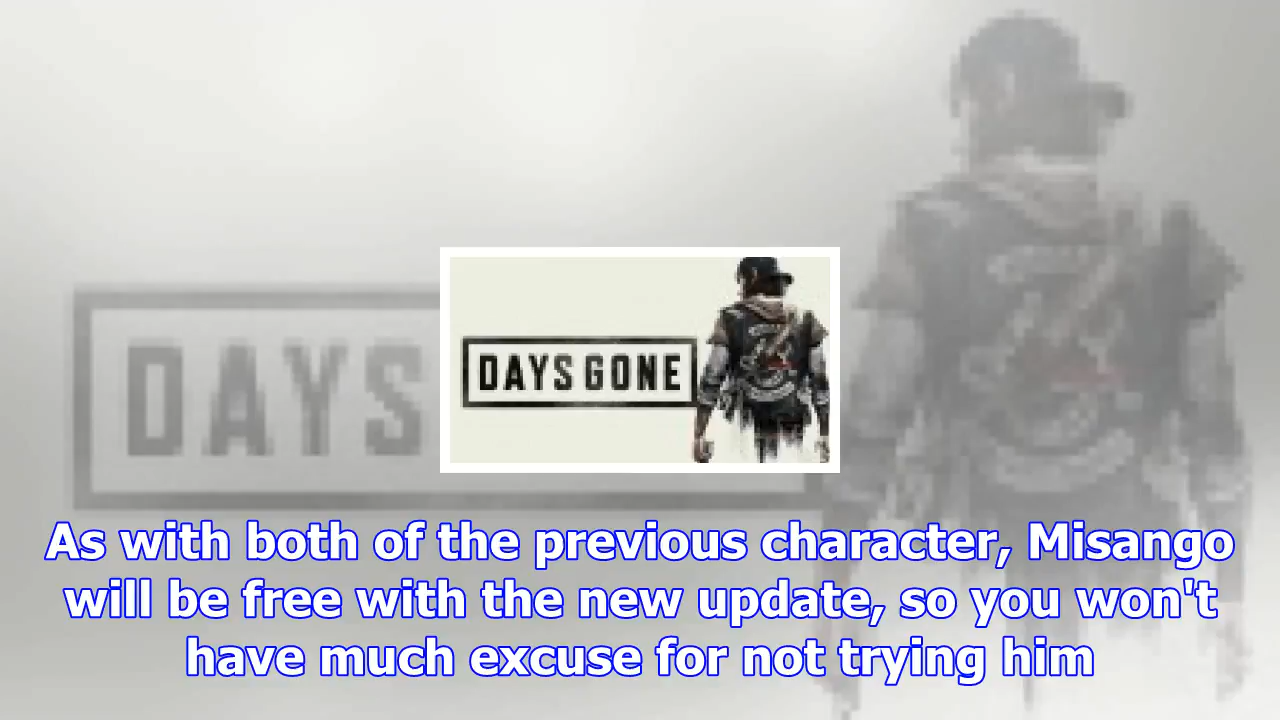 DAYS
DAYS GONE
As with both of the previous character, Misango
will be free with the new update, so you won't
have much excuse for not trying him